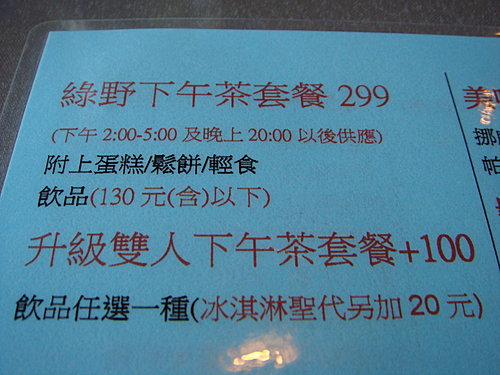 綠野下午茶套餐 299
(下午 2:00-5:00 及晚上 20:00 以後供應)
附上蛋糕/鬆餅/輕食
飲品(130 元(含)以下)
升級雙人下午茶套餐+100
飲品任選一種(冰淇淋聖代另加 20 元)
美
挪
帕